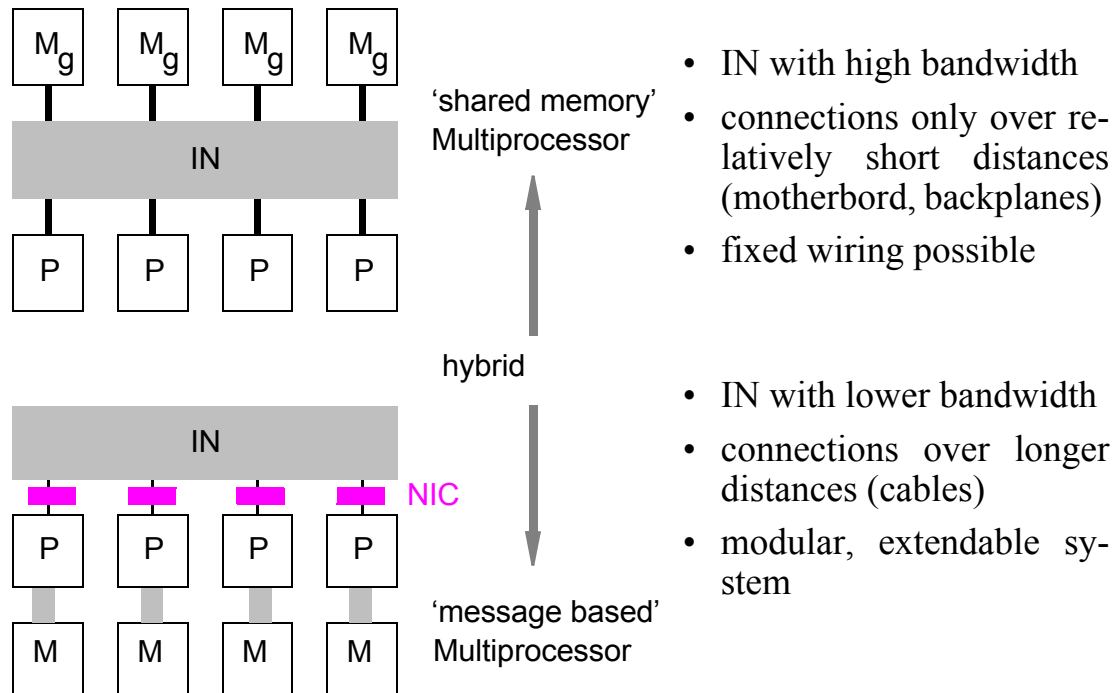 Mg Mg Mg Mg
IN
P P P P
‘shared memory’
Multiprocessor
hybrid
IN
NIC
P P P P
M M M M
‘message based’
Multiprocessor
• IN with high bandwidth
• connections only over re-
latively short distances
(motherbord, backplanes)
• fixed wiring possible
• IN with lower bandwidth
• connections over longer
distances (cables)
• modular, extendable sy-
stem